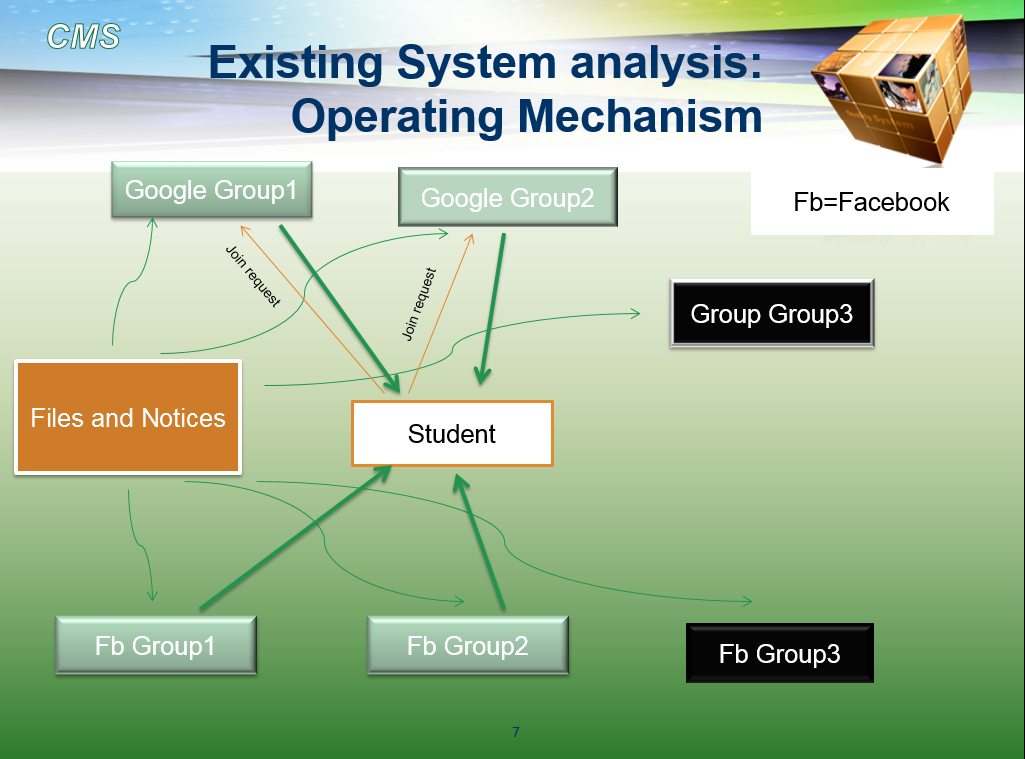 CMS
Existing System analysis:
Operating Mechanism
Google Group1
Google Group2
Fb=Facebook
Join request
Join request
Group Group3
Files and Notices
Student
Fb Group1
Fb Group2
Fb Group3
7